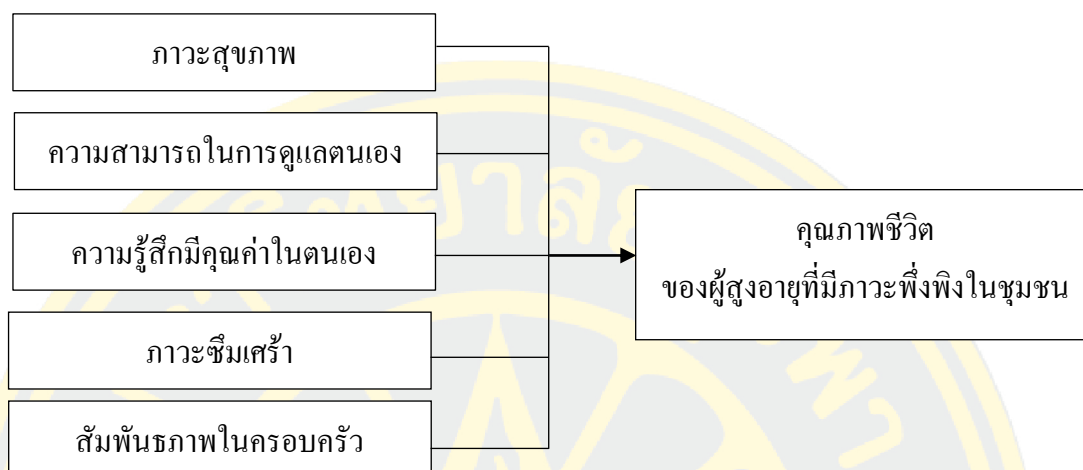 ภาวะสุขภาพ
ความสามารถในการดูแลตนเอง
ความรู้สึกมีคุณค่าในตนเอง
ภาวะซึมเศร้า
สัมพันธภาพในครอบครัว
คุณภาพชีวิต
ของผู้สูงอายุที่มีภาวะพึ่งพิงในชุมชน